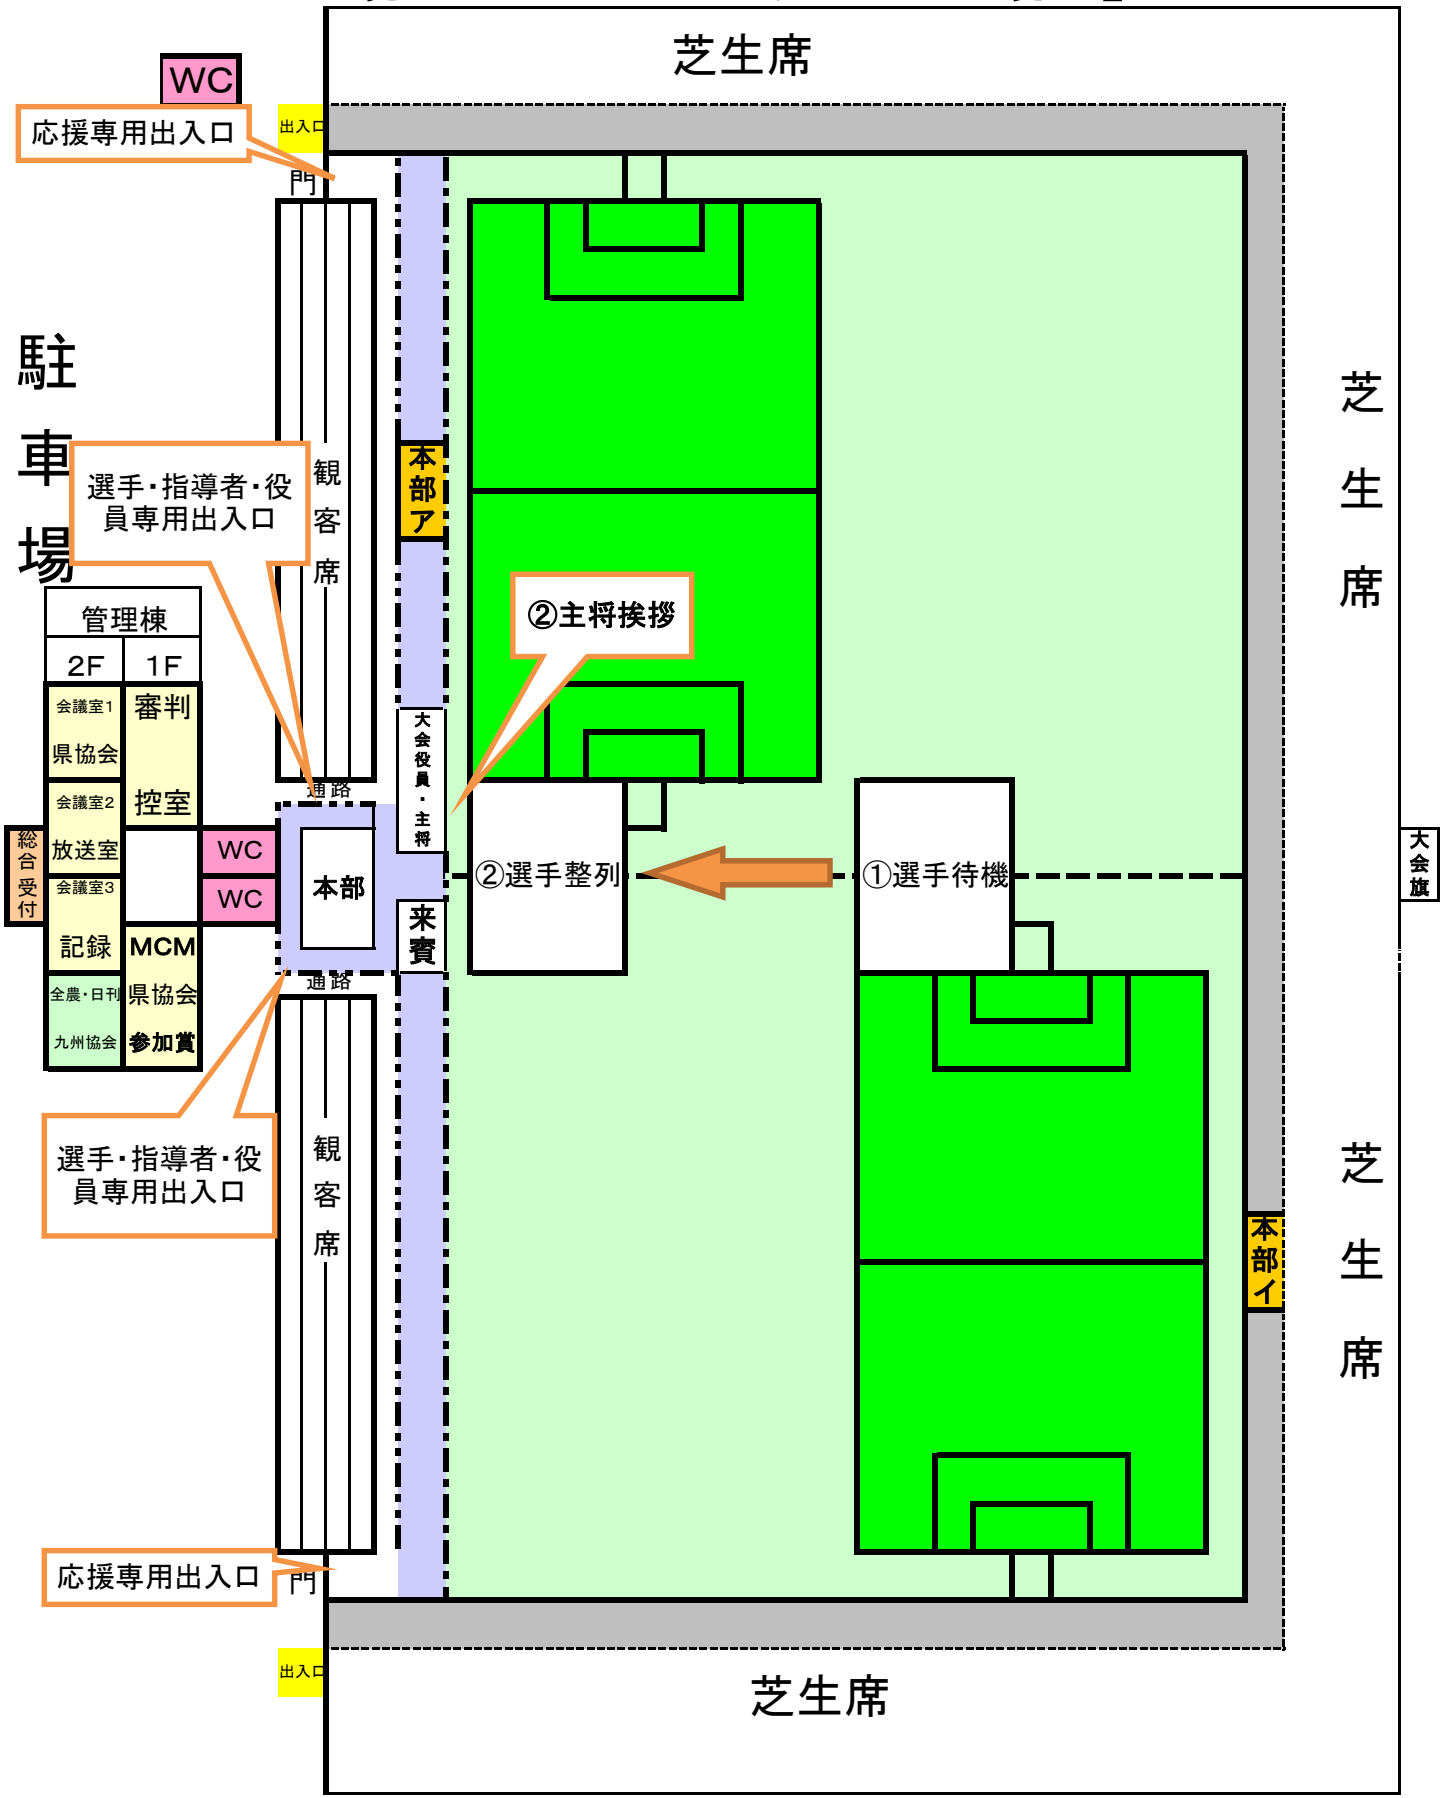 芝生席
WC
応援専用出入口
出入口
門
駐車場
観客席
本部ア
選手・指導者・役
員専用出入口
②主将挨拶
芝生席
管理棟
2F
1F
会議室1
県協会
審判
控室
会議室2
放送室
会議室3
記録
総合受付
WC
WC
MCM
県協会
参加賞
全農・日刊
九州協会
通路
本部
大会役員・主将
来賓
②選手整列
①選手待機
大会旗
通路
選手・指導者・役
員専用出入口
観客席
芝生席
本部イ
応援専用出入口
門
出入口
芝生席